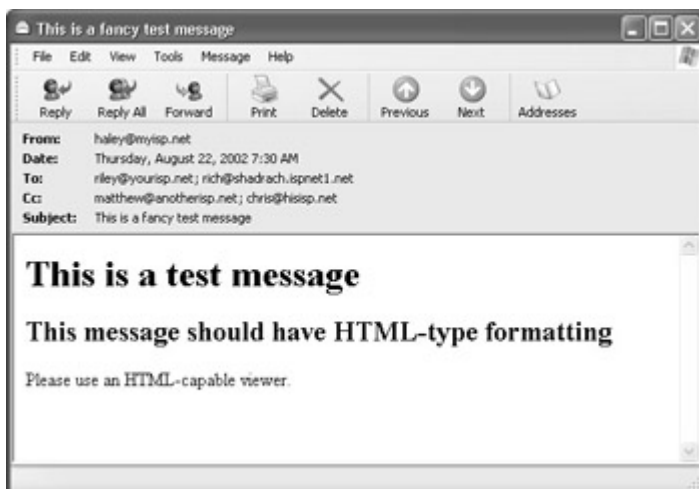 This is a fancy test message
File Edit View Tools Message Help
Reply Reply All Forward Print Delete Previous Next Addresses
From: haley@myisp.net
Date: Thursday, August 22, 2002 7:30 AM
To: riley@yourisp.net; rich@shadrach.ispnet1.net
Cc: matthew@anotherisp.net; chris@hisisp.net
Subject: This is a fancy test message
This is a test message
This message should have HTML-type formatting
Please use an HTML-capable viewer.